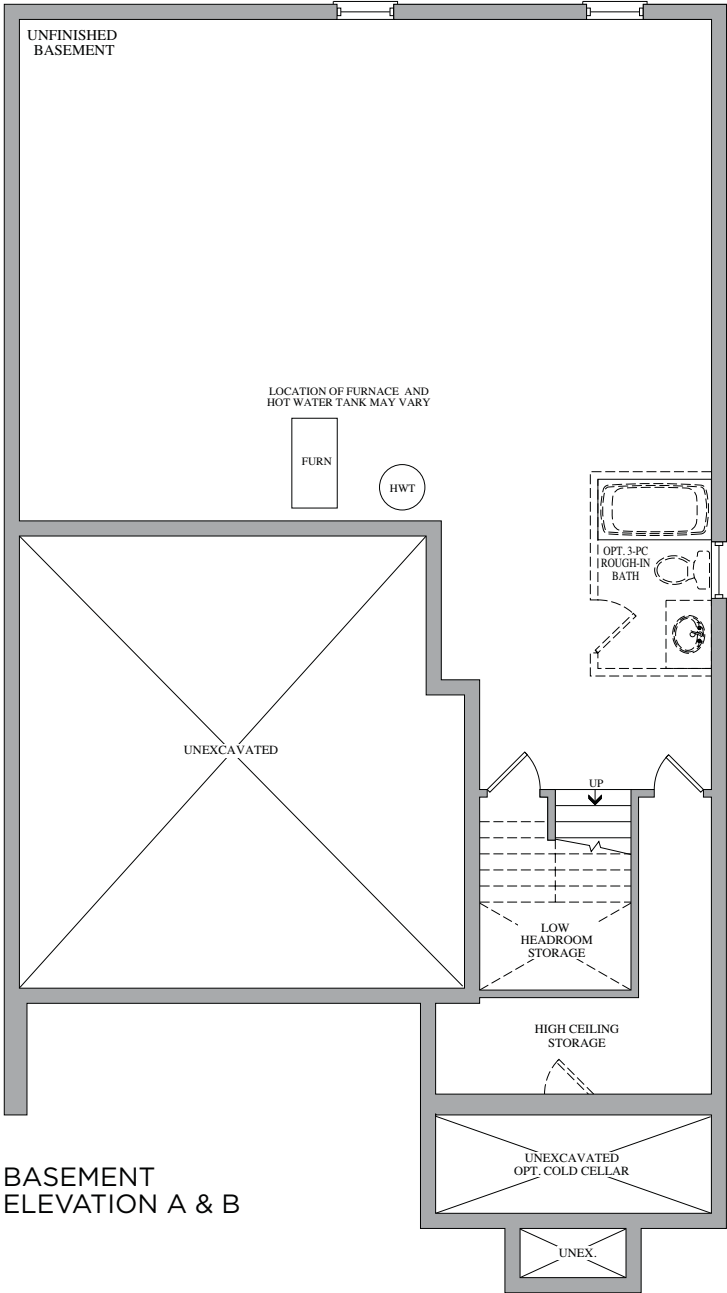 UNFINISHED
BASEMENT
LOCATION OF FURNACE AND
HOT WATER TANK MAY VARY
FURN
HWT
OPT. 3-PC
ROUGH-IN
BATH
UNEXCAVATED
UP
LOW
HEADROOM
STORAGE
HIGH CEILING
STORAGE
UNEXCAVATED
OPT. COLD CELLAR
UNEX.
BASEMENT
ELEVATION A & B